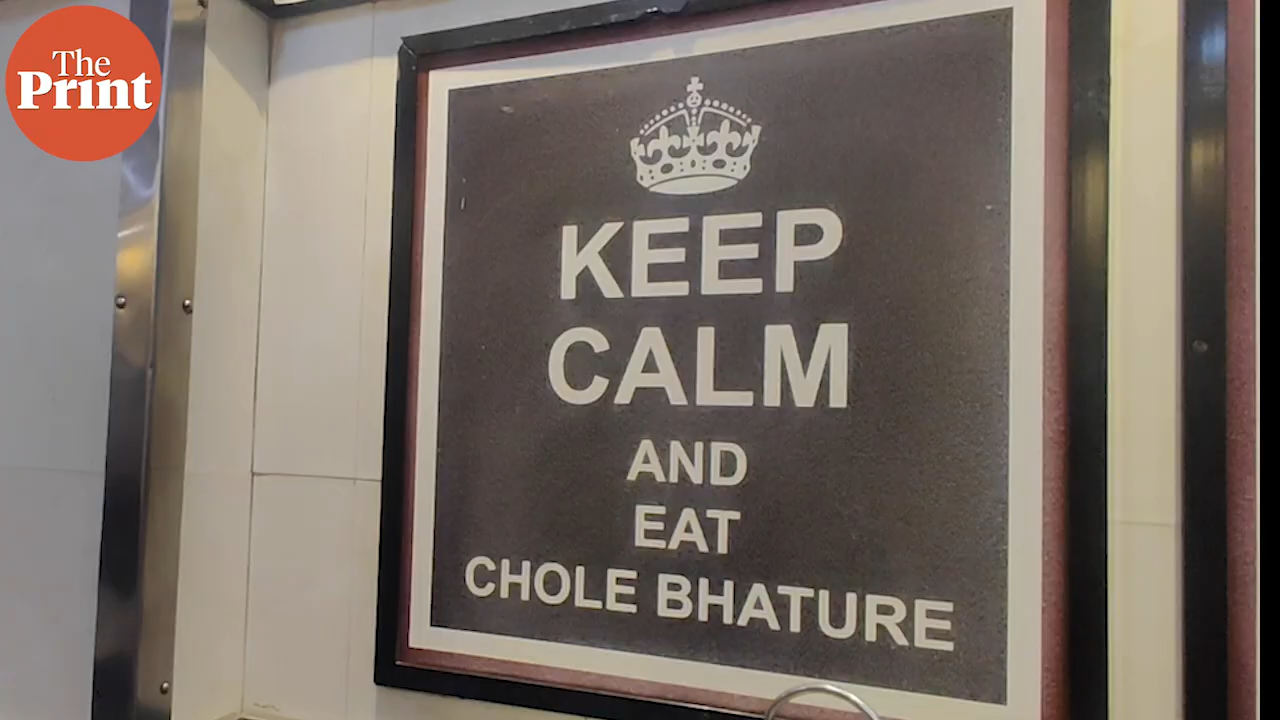 The
Print
KEEP
CALM
AND
EAT
CHOLE BHATURE